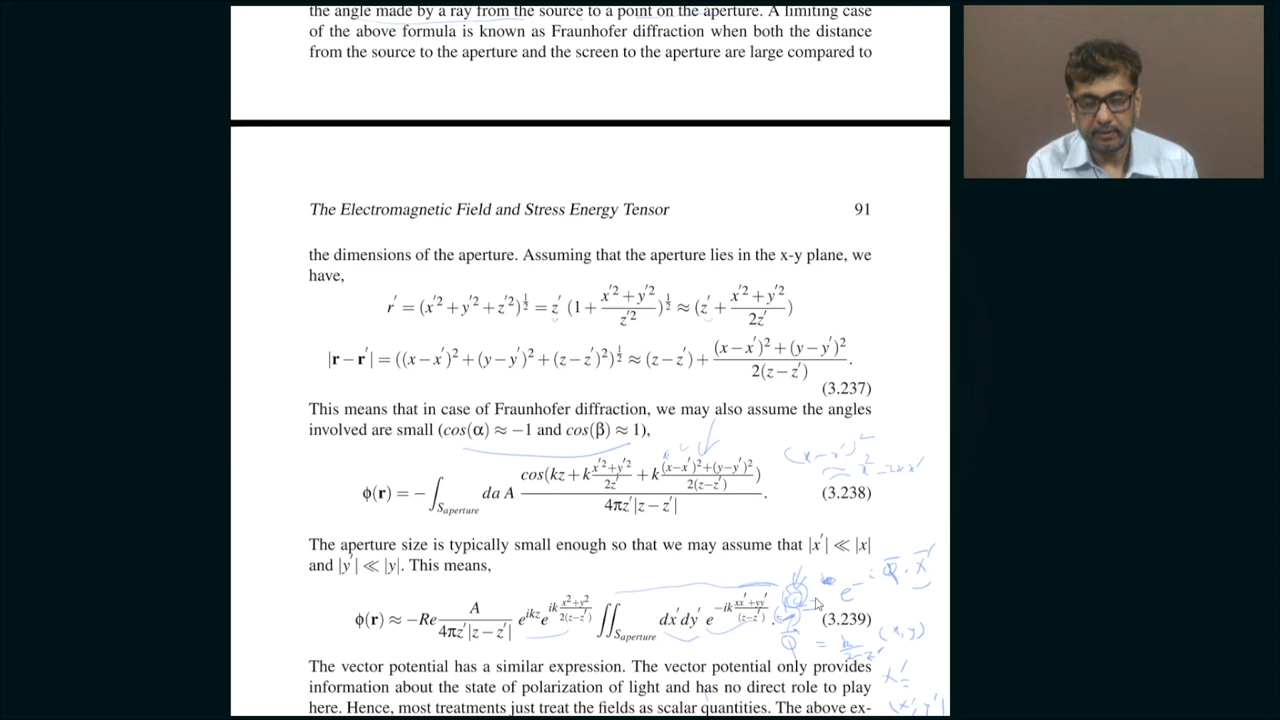 the angle made by a ray from the source to a point on the aperture. A limiting case
of the above formula is known as Fraunhofer diffraction when both the distance
from the source to the aperture and the screen to the aperture are large compared to
The Electromagnetic Field and Stress Energy Tensor 91
the dimensions of the aperture. Assuming that the aperture lies in the x-y plane, we
have,
r′ = (x′² + y′² + z′²)^{1/2} = z′ (1 + (x′² + y′²)/z′²)^{1/2} ≈ (z′ + (x′² + y′²)/2z′)
|r − r′| = ((x − x′)² + (y − y′)² + (z − z′)²)^{1/2} ≈ (z − z′) + ((x − x′)² + (y − y′)²)/2(z − z′).
(3.237)
This means that in case of Fraunhofer diffraction, we may also assume the angles
involved are small (cos(α) ≈ −1 and cos(β) ≈ 1),
(x−x′)²
≈ x² −2xx′
ϕ(r) = − ∫_{S_aperture} da A cos(kz + k(x′² + y′²)/2z′ + k((x−x′)²+(y−y′)²)/2(z−z′)) / 4πz′|z − z′| . (3.238)
The aperture size is typically small enough so that we may assume that |x′| ≪ |x|
and |y′| ≪ |y|. This means,
ϕ(r) ≈ −Re A/4πz′|z − z′| e^{ikz} e^{ik(x²+y²)/2(z−z′)} ∬_{S_aperture} dx′dy′ e^{−ik(xx′+yy′)/(z−z′)} . (3.239)
= k/z−z′ (x,y)
x′ =
(x′, y′)
The vector potential has a similar expression. The vector potential only provides
information about the state of polarization of light and has no direct role to play
here. Hence, most treatments just treat the fields as scalar quantities. The above ex-